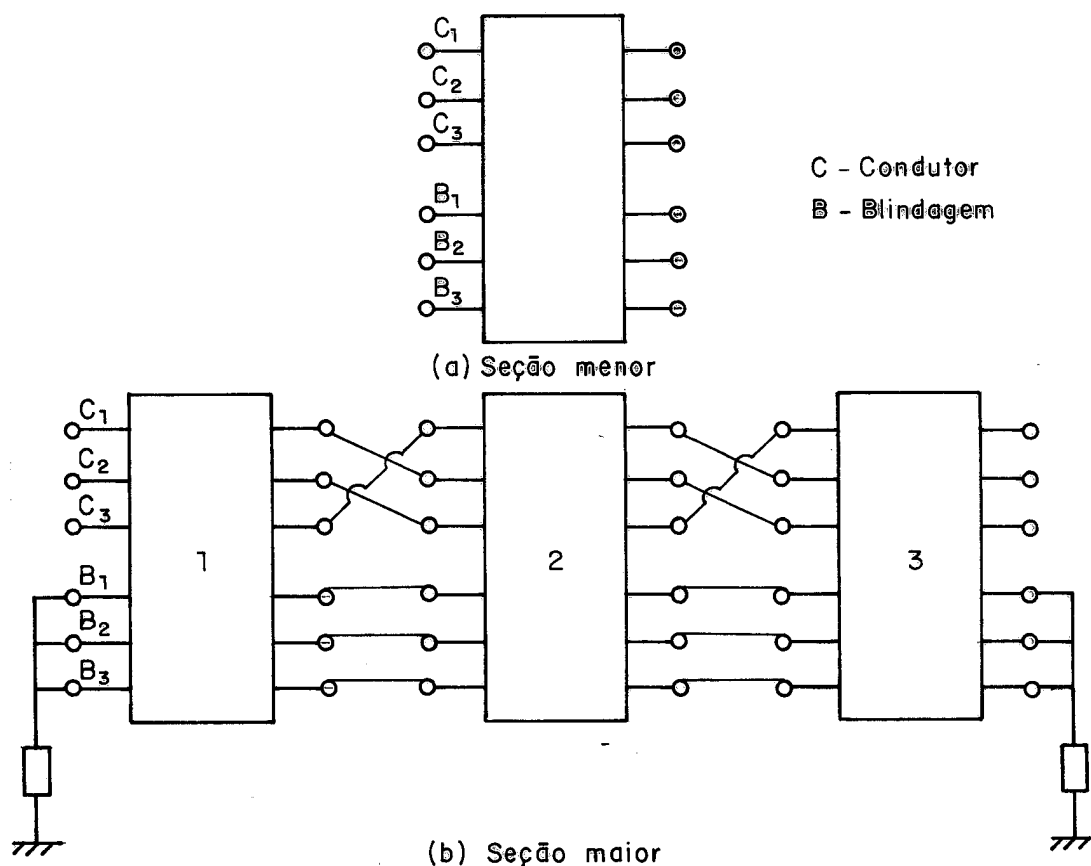 C₁
C₂
C₃
B₁
B₂
B₃
C – Condutor
B – Blindagem
(a) Seção menor
C₁
C₂
C₃
B₁
B₂
B₃
1
2
3
(b) Seção maior